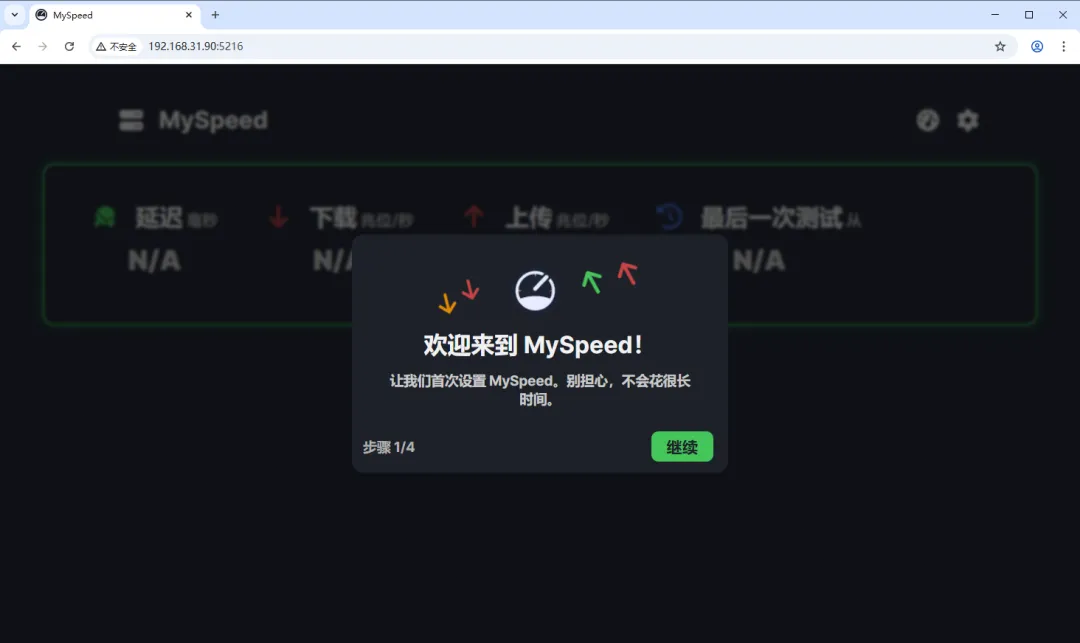 MySpeed
不安全 192.168.31.90:5216
MySpeed
延迟 毫秒 下载 兆位/秒 上传 兆位/秒 最后一次测试 从
N/A N/A N/A
欢迎来到 MySpeed!
让我们首次设置 MySpeed。别担心，不会花很长
时间。
步骤 1/4 继续